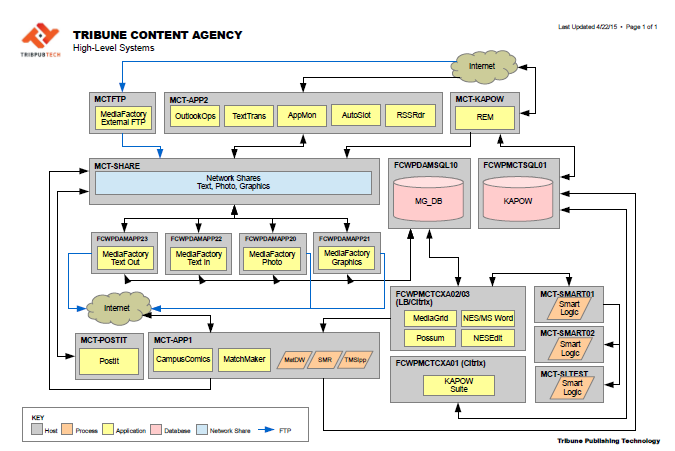 TRIBUNE CONTENT AGENCY
High-Level Systems
TRIBPUBTECH
Last Updated 4/22/15 • Page 1 of 1
Internet
MCTFTP
MediaFactory
External FTP
MCT-APP2
OutlookOps
TextTrans
AppMon
AutoSlot
RSSRdr
MCT-KAPOW
REM
MCT-SHARE
Network Shares
Text, Photo, Graphics
FCWPDAMSQL10
MG_DB
FCWPMCTSQL01
KAPOW
FCWPDAMAPP23
MediaFactory
Text Out
FCWPDAMAPP22
MediaFactory
Text In
FCWPDAMAPP20
MediaFactory
Photo
FCWPDAMAPP21
MediaFactory
Graphics
Internet
FCWPMCTCXA02/03
(LB/Citrix)
MediaGrid
NES/MS Word
Possum
NESEdit
MCT-SMART01
Smart
Logic
MCT-SMART02
Smart
Logic
MCT-SLTEST
Smart
Logic
MCT-POSTIT
PostIt
MCT-APP1
CampusComics
MatchMaker
MatDW
SMR
TMSIpp
FCWPMCTCXA01 (Citrix)
KAPOW
Suite
KEY
Host
Process
Application
Database
Network Share
FTP
Tribune Publishing Technology